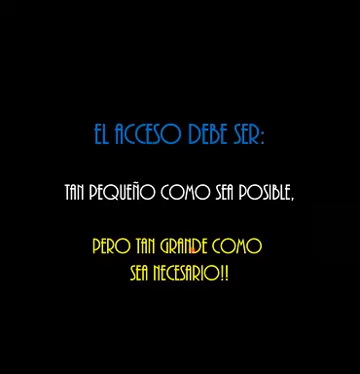 EL ACCESO DEBE SER:
TAN PEQUEÑO COMO SEA POSIBLE,
PERO TAN GRANDE COMO
SEA NECESARIO!!